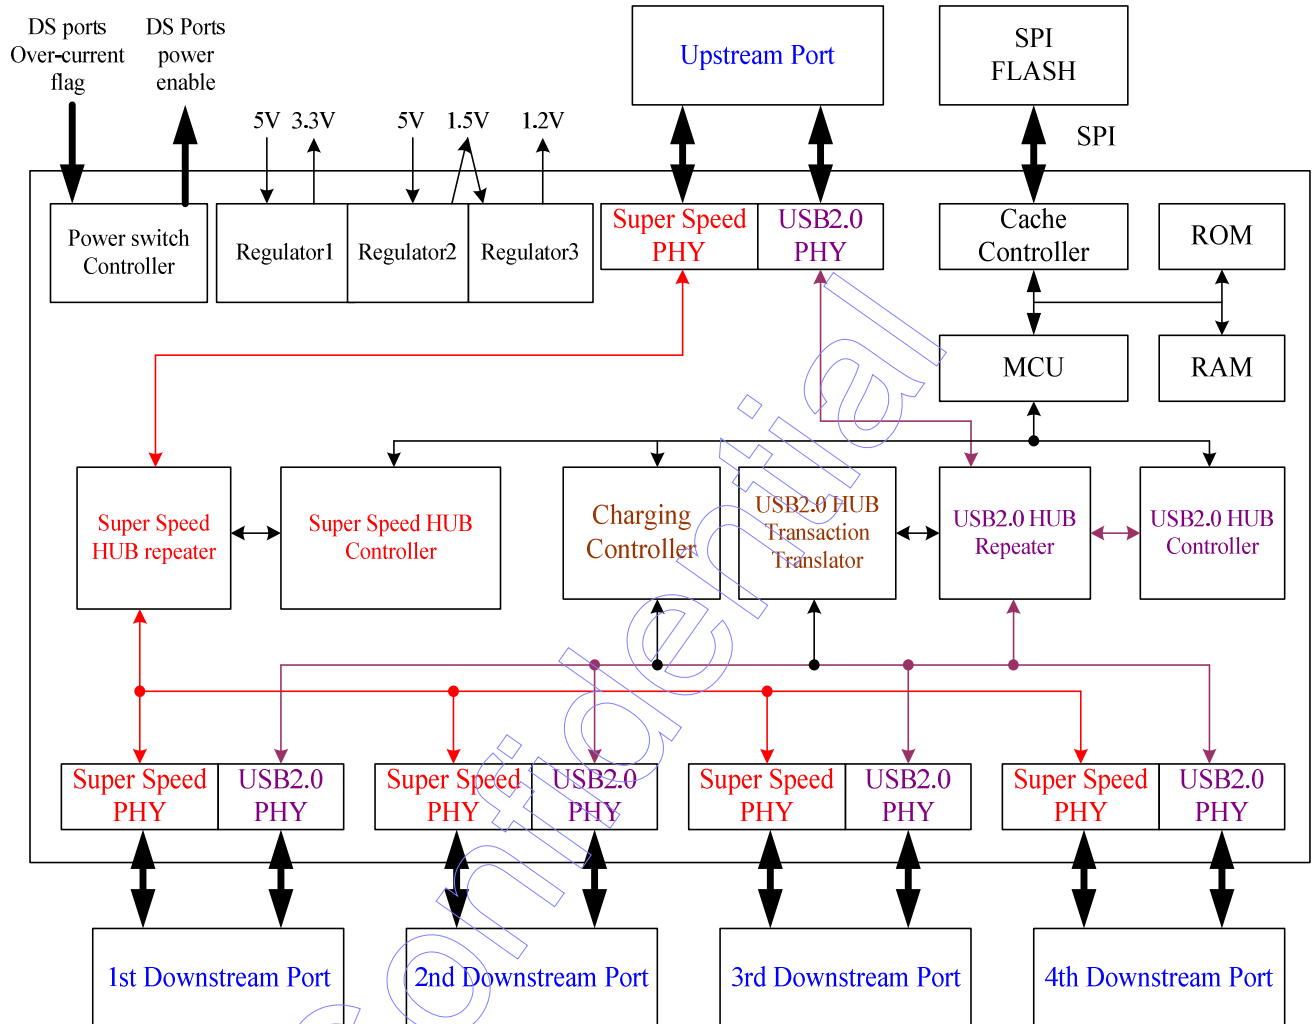 DS ports
Over-current
flag
DS Ports
power
enable
5V
3.3V
5V
1.5V
1.2V
Upstream Port
SPI
FLASH
SPI
Power switch
Controller
Regulator1
Regulator2
Regulator3
Super Speed
PHY
USB2.0
PHY
Cache
Controller
ROM
MCU
RAM
Super Speed
HUB repeater
Super Speed HUB
Controller
Charging
Controller
USB2.0 HUB
Transaction
Translator
USB2.0 HUB
Repeater
USB2.0 HUB
Controller
Super Speed
PHY
USB2.0
PHY
Super Speed
PHY
USB2.0
PHY
Super Speed
PHY
USB2.0
PHY
Super Speed
PHY
USB2.0
PHY
1st Downstream Port
2nd Downstream Port
3rd Downstream Port
4th Downstream Port
confidential